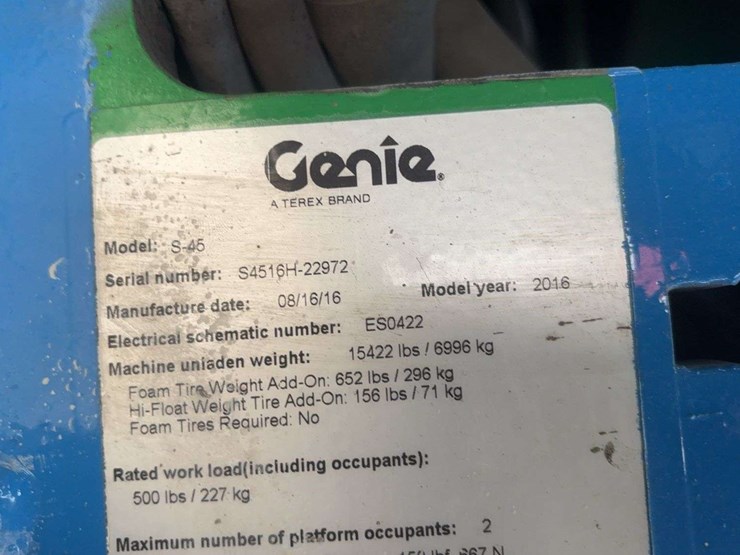 Genie®
A TEREX BRAND
Model: S-45
Serial number: S4516H-22972
Manufacture date: 08/16/16 Model year: 2016
Electrical schematic number: ES0422
Machine unladen weight: 15422 lbs / 6996 kg
Foam Tire Weight Add-On: 652 lbs / 296 kg
Hi-Float Weight Tire Add-On: 156 lbs / 71 kg
Foam Tires Required: No
Rated work load(including occupants):
500 lbs / 227 kg
Maximum number of platform occupants: 2